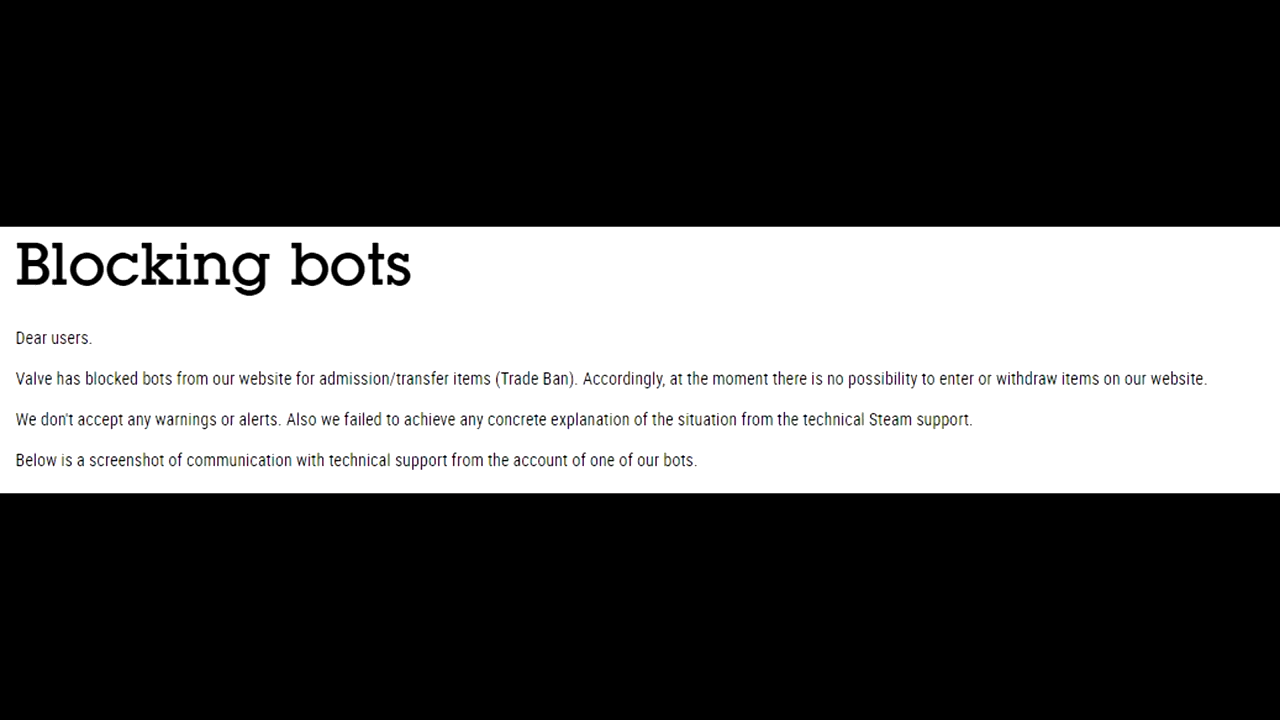 Blocking bots
Dear users.
Valve has blocked bots from our website for admission/transfer items (Trade Ban). Accordingly, at the moment there is no possibility to enter or withdraw items on our website.
We don't accept any warnings or alerts. Also we failed to achieve any concrete explanation of the situation from the technical Steam support.
Below is a screenshot of communication with technical support from the account of one of our bots.